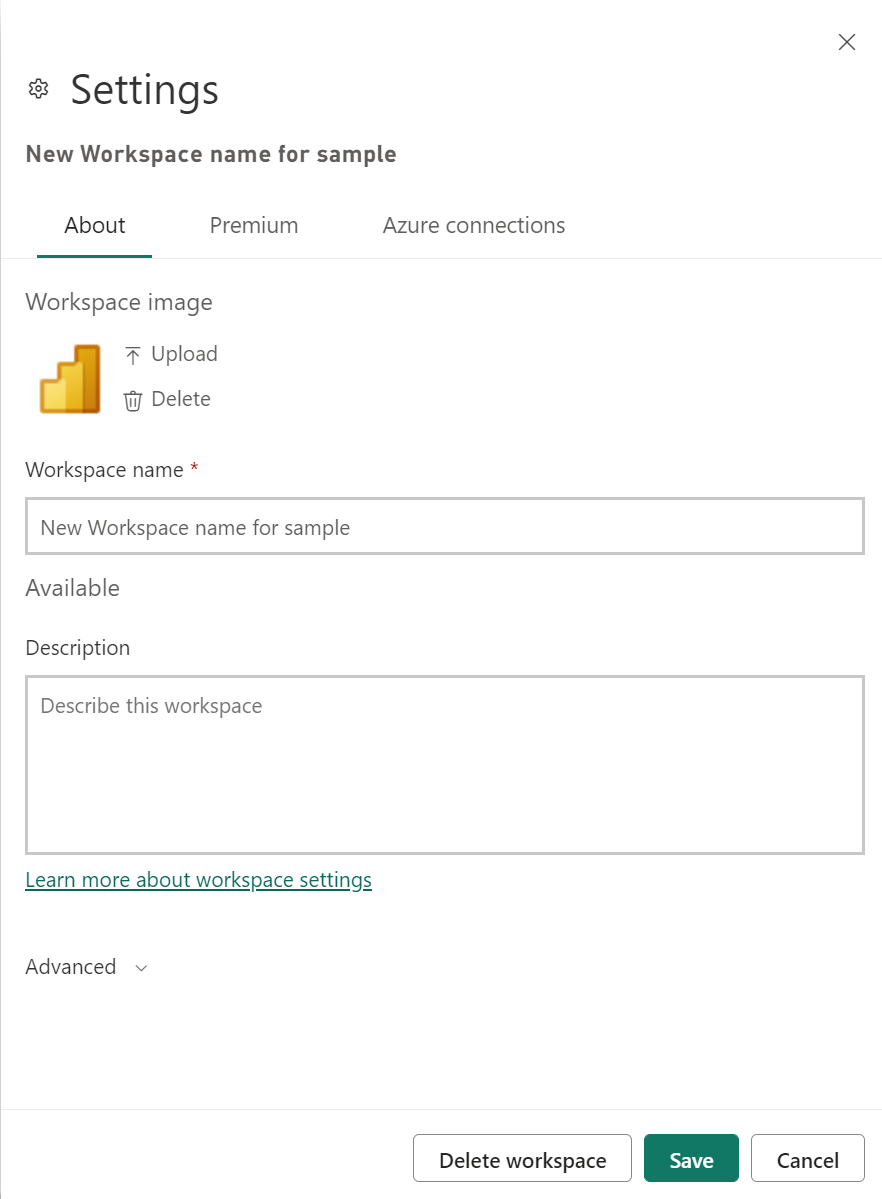 Settings
New Workspace name for sample
About Premium Azure connections
Workspace image
Upload
Delete
Workspace name *
New Workspace name for sample
Available
Description
Describe this workspace
Learn more about workspace settings
Advanced
Delete workspace Save Cancel